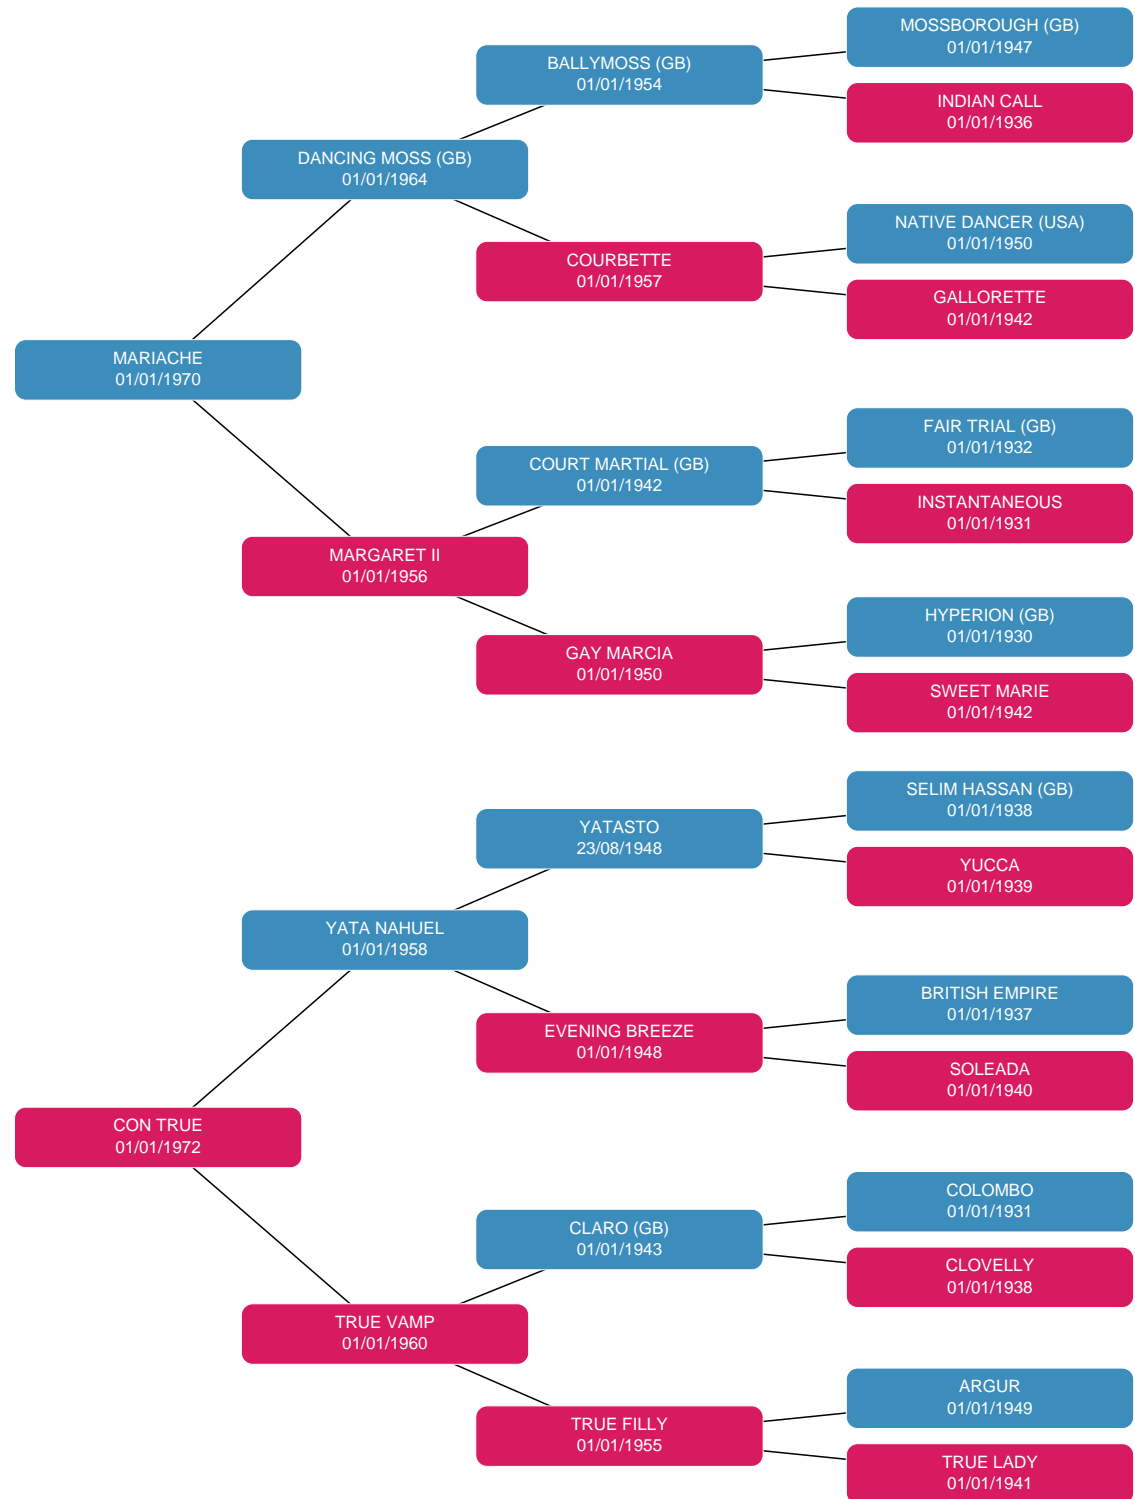 MOSSBOROUGH (GB)
01/01/1947
BALLYMOSS (GB)
01/01/1954
INDIAN CALL
01/01/1936
DANCING MOSS (GB)
01/01/1964
NATIVE DANCER (USA)
01/01/1950
COURBETTE
01/01/1957
GALLORETTE
01/01/1942
MARIACHE
01/01/1970
FAIR TRIAL (GB)
01/01/1932
COURT MARTIAL (GB)
01/01/1942
INSTANTANEOUS
01/01/1931
MARGARET II
01/01/1956
HYPERION (GB)
01/01/1930
GAY MARCIA
01/01/1950
SWEET MARIE
01/01/1942
SELIM HASSAN (GB)
01/01/1938
YATASTO
23/08/1948
YUCCA
01/01/1939
YATA NAHUEL
01/01/1958
BRITISH EMPIRE
01/01/1937
EVENING BREEZE
01/01/1948
SOLEADA
01/01/1940
CON TRUE
01/01/1972
COLOMBO
01/01/1931
CLARO (GB)
01/01/1943
CLOVELLY
01/01/1938
TRUE VAMP
01/01/1960
ARGUR
01/01/1949
TRUE FILLY
01/01/1955
TRUE LADY
01/01/1941